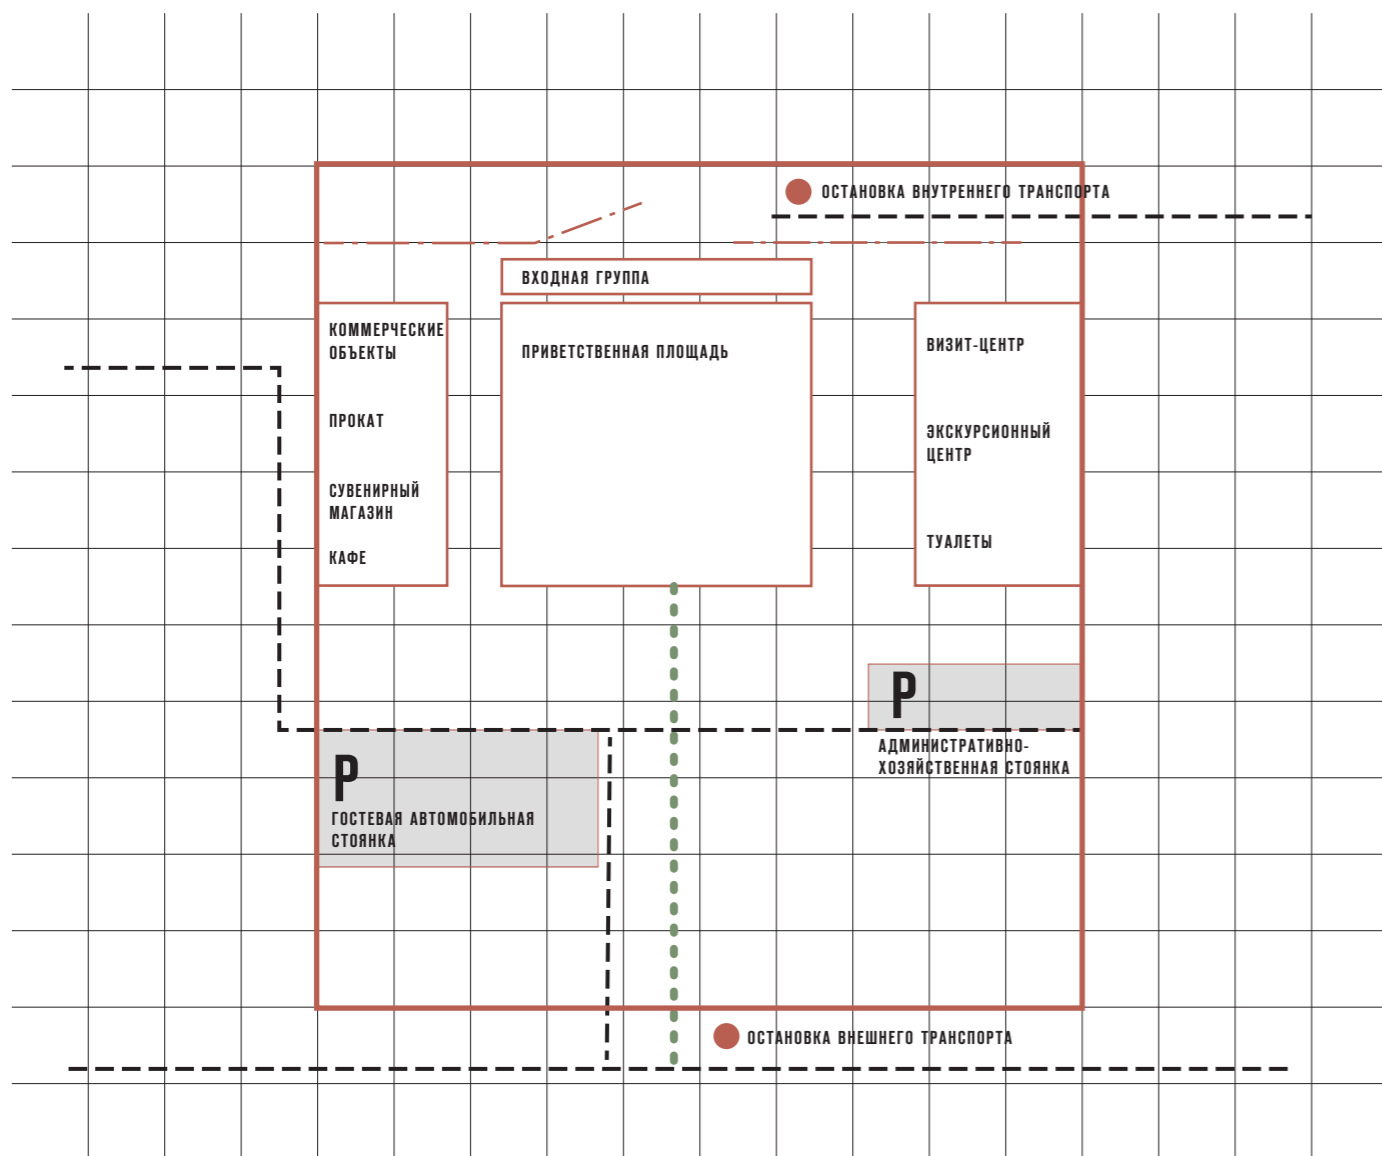 ОСТАНОВКА ВНУТРЕННЕГО ТРАНСПОРТА
ВХОДНАЯ ГРУППА
КОММЕРЧЕСКИЕ
ОБЪЕКТЫ
ПРОКАТ
СУВЕНИРНЫЙ
МАГАЗИН
КАФЕ
ПРИВЕТСТВЕННАЯ ПЛОЩАДЬ
ВИЗИТ-ЦЕНТР
ЭКСКУРСИОННЫЙ
ЦЕНТР
ТУАЛЕТЫ
P
АДМИНИСТРАТИВНО-
ХОЗЯЙСТВЕННАЯ СТОЯНКА
P
ГОСТЕВАЯ АВТОМОБИЛЬНАЯ
СТОЯНКА
ОСТАНОВКА ВНЕШНЕГО ТРАНСПОРТА